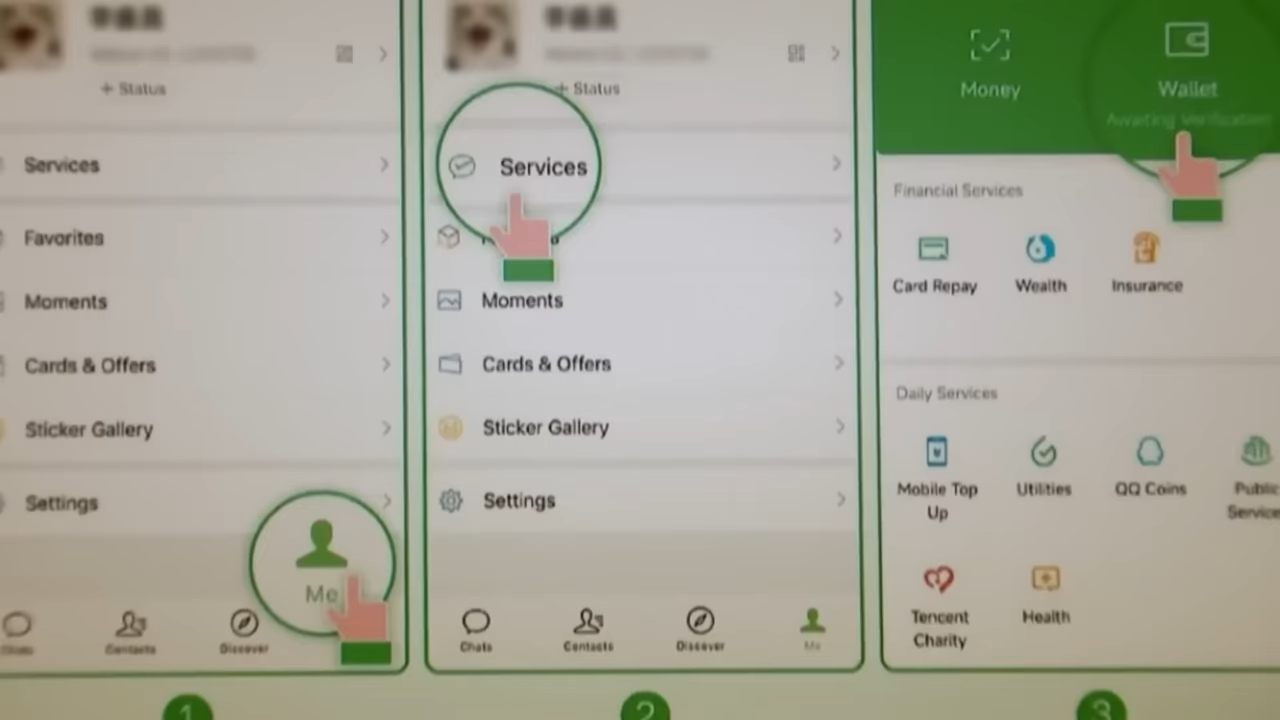 + Status
Services
Favorites
Moments
Cards & Offers
Sticker Gallery
Settings
Me
Chats
Contacts
Discover
1
+ Status
Services
Moments
Cards & Offers
Sticker Gallery
Settings
Chats
Contacts
Discover
Me
2
Money
Wallet
Awaiting Verification
Financial Services
Card Repay
Wealth
Insurance
Daily Services
Mobile Top
Up
Utilities
QQ Coins
Public
Service
Tencent
Charity
Health
3